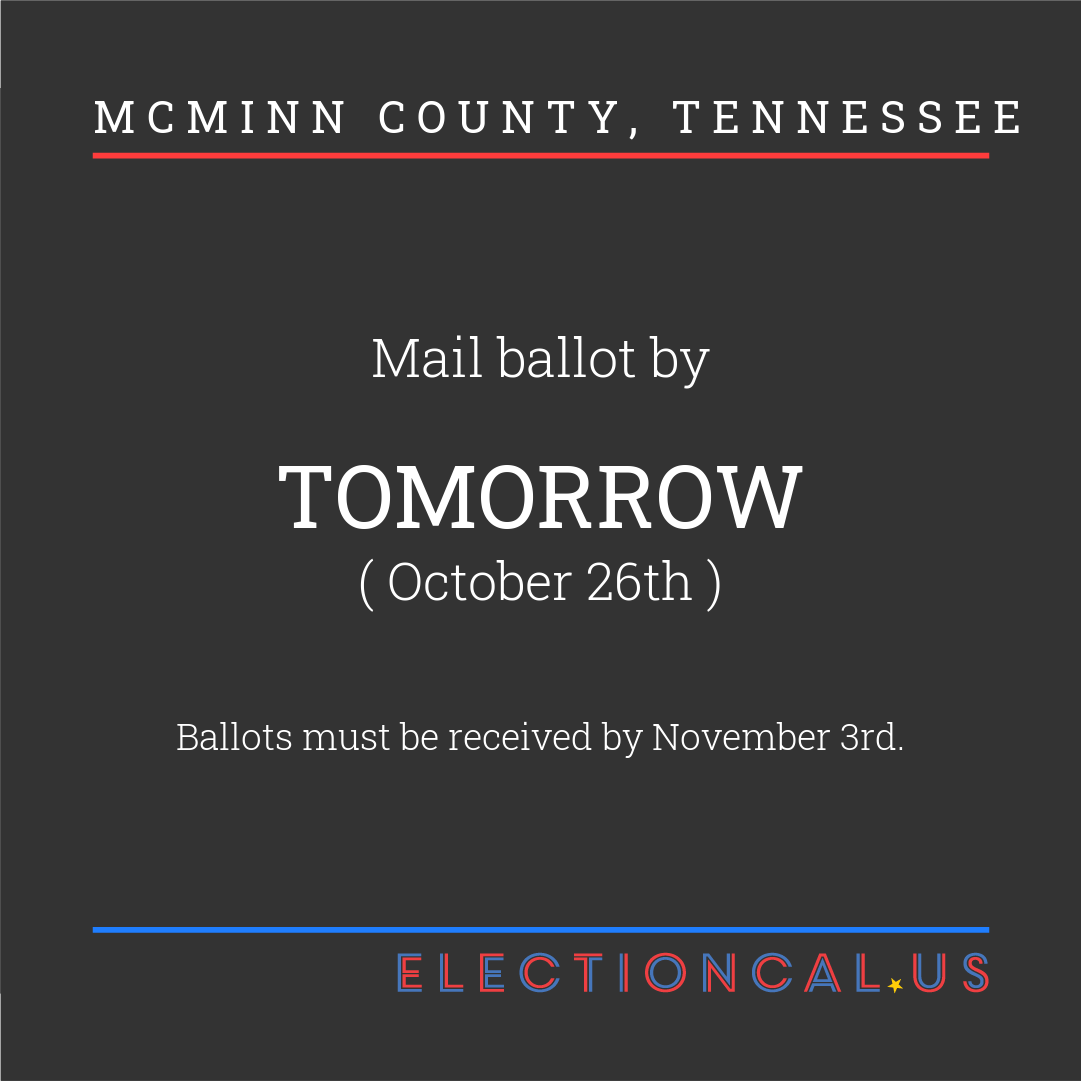 MCMINN COUNTY, TENNESSEE
Mail ballot by
TOMORROW
( October 26th )
Ballots must be received by November 3rd.
ELECTIONCAL.US